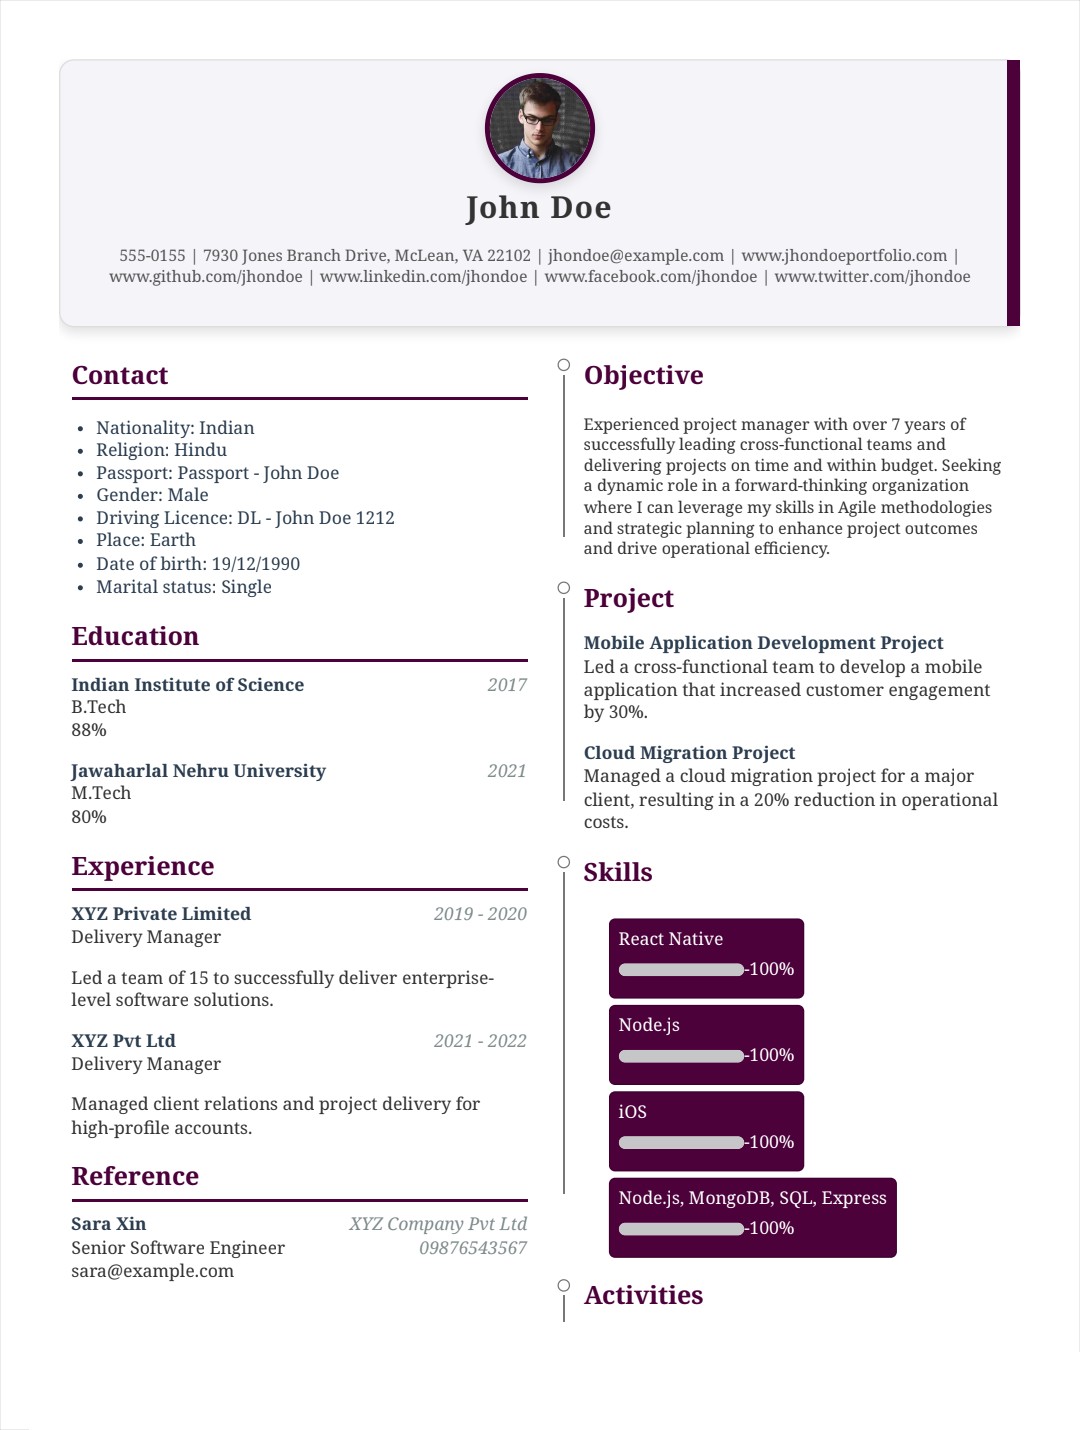 John Doe
555-0155 | 7930 Jones Branch Drive, McLean, VA 22102 | jhondoe@example.com | www.jhondoeportfolio.com |
www.github.com/jhondoe | www.linkedin.com/jhondoe | www.facebook.com/jhondoe | www.twitter.com/jhondoe
Contact
• Nationality: Indian
• Religion: Hindu
• Passport: Passport - John Doe
• Gender: Male
• Driving Licence: DL - John Doe 1212
• Place: Earth
• Date of birth: 19/12/1990
• Marital status: Single
Education
Indian Institute of Science 2017
B.Tech
88%
Jawaharlal Nehru University 2021
M.Tech
80%
Experience
XYZ Private Limited 2019 - 2020
Delivery Manager
Led a team of 15 to successfully deliver enterprise-
level software solutions.
XYZ Pvt Ltd 2021 - 2022
Delivery Manager
Managed client relations and project delivery for
high-profile accounts.
Reference
Sara Xin XYZ Company Pvt Ltd
Senior Software Engineer 09876543567
sara@example.com
Objective
Experienced project manager with over 7 years of
successfully leading cross-functional teams and
delivering projects on time and within budget. Seeking
a dynamic role in a forward-thinking organization
where I can leverage my skills in Agile methodologies
and strategic planning to enhance project outcomes
and drive operational efficiency.
Project
Mobile Application Development Project
Led a cross-functional team to develop a mobile
application that increased customer engagement
by 30%.
Cloud Migration Project
Managed a cloud migration project for a major
client, resulting in a 20% reduction in operational
costs.
Skills
React Native
-100%
Node.js
-100%
iOS
-100%
Node.js, MongoDB, SQL, Express
-100%
Activities